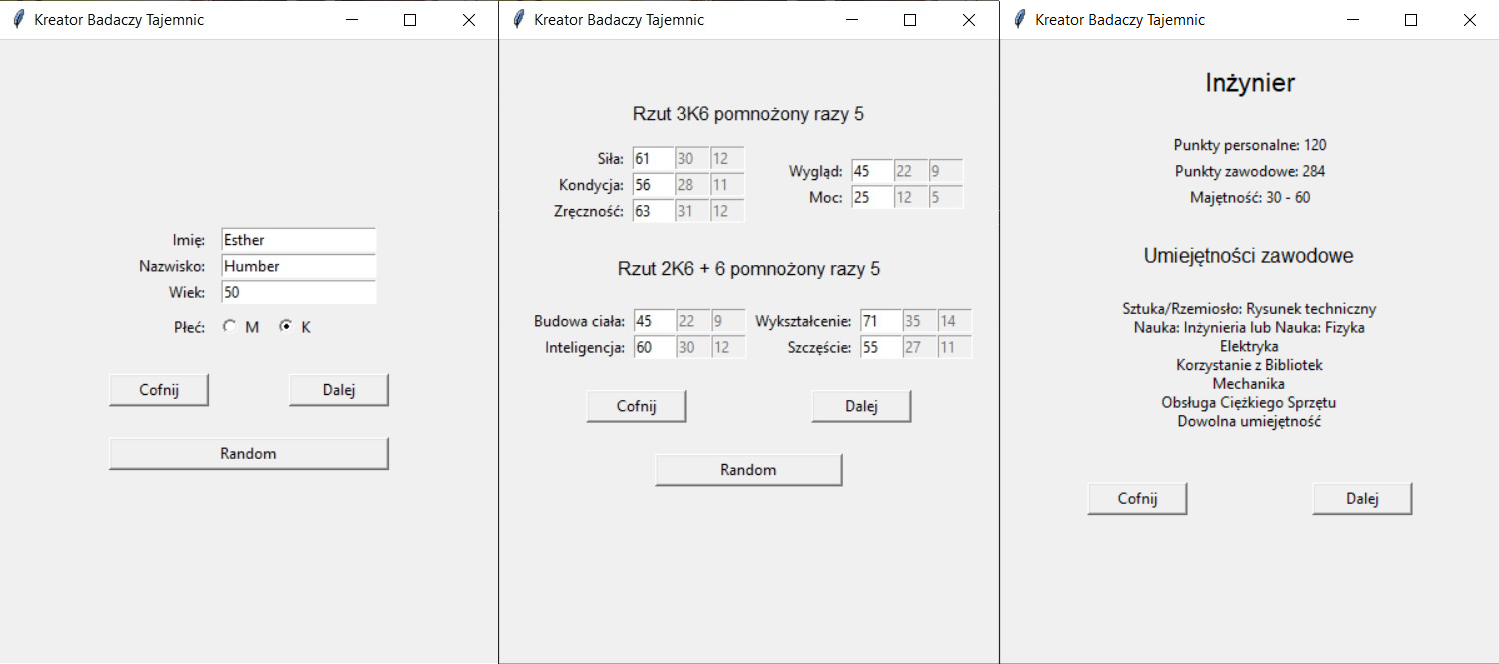 Kreator Badaczy Tajemnic
Imię: Esther
Nazwisko: Humber
Wiek: 50
Płeć: M K
Cofnij Dalej
Random
Kreator Badaczy Tajemnic
Rzut 3K6 pomnożony razy 5
Siła: 61 30 12
Kondycja: 56 28 11
Zręczność: 63 31 12
Wygląd: 45 22 9
Moc: 25 12 5
Rzut 2K6 + 6 pomnożony razy 5
Budowa ciała: 45 22 9 Wykształcenie: 71 35 14
Inteligencja: 60 30 12 Szczęście: 55 27 11
Cofnij Dalej
Random
Kreator Badaczy Tajemnic
Inżynier
Punkty personalne: 120
Punkty zawodowe: 284
Majętność: 30 - 60
Umiejętności zawodowe
Sztuka/Rzemiosło: Rysunek techniczny
Nauka: Inżynieria lub Nauka: Fizyka
Elektryka
Korzystanie z Bibliotek
Mechanika
Obsługa Ciężkiego Sprzętu
Dowolna umiejętność
Cofnij Dalej